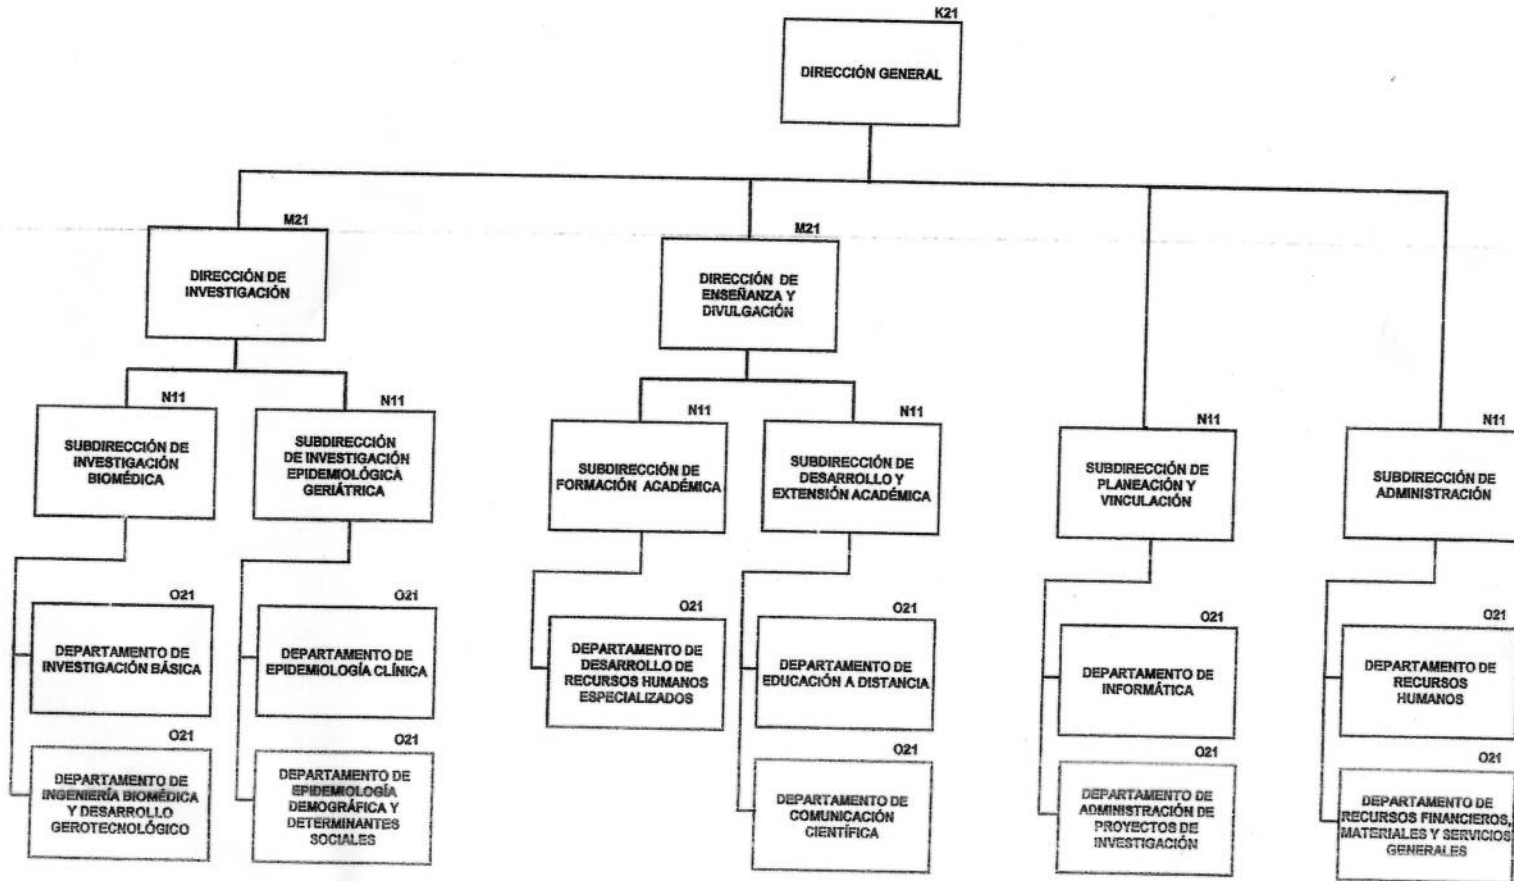 K21
DIRECCIÓN GENERAL
M21
DIRECCIÓN DE
INVESTIGACIÓN
M21
DIRECCIÓN DE
ENSEÑANZA Y
DIVULGACIÓN
N11
SUBDIRECCIÓN DE
INVESTIGACIÓN
BIOMÉDICA
N11
SUBDIRECCIÓN
DE INVESTIGACIÓN
EPIDEMIOLÓGICA
GERIÁTRICA
N11
SUBDIRECCIÓN DE
FORMACIÓN ACADÉMICA
N11
SUBDIRECCIÓN DE
DESARROLLO Y
EXTENSIÓN ACADÉMICA
N11
SUBDIRECCIÓN DE
PLANEACIÓN Y
VINCULACIÓN
N11
SUBDIRECCIÓN DE
ADMINISTRACIÓN
O21
DEPARTAMENTO DE
INVESTIGACIÓN BÁSICA
O21
DEPARTAMENTO DE
EPIDEMIOLOGÍA CLÍNICA
O21
DEPARTAMENTO DE
DESARROLLO DE
RECURSOS HUMANOS
ESPECIALIZADOS
O21
DEPARTAMENTO DE
EDUCACIÓN A DISTANCIA
O21
DEPARTAMENTO DE
INFORMÁTICA
O21
DEPARTAMENTO DE
RECURSOS
HUMANOS
O21
DEPARTAMENTO DE
INGENIERÍA BIOMÉDICA
Y DESARROLLO
GEROTECNOLÓGICO
O21
DEPARTAMENTO DE
EPIDEMIOLOGÍA
DEMOGRÁFICA Y
DETERMINANTES
SOCIALES
O21
DEPARTAMENTO DE
COMUNICACIÓN
CIENTÍFICA
O21
DEPARTAMENTO DE
ADMINISTRACIÓN DE
PROYECTOS DE
INVESTIGACIÓN
O21
DEPARTAMENTO DE
RECURSOS FINANCIEROS,
MATERIALES Y SERVICIOS
GENERALES